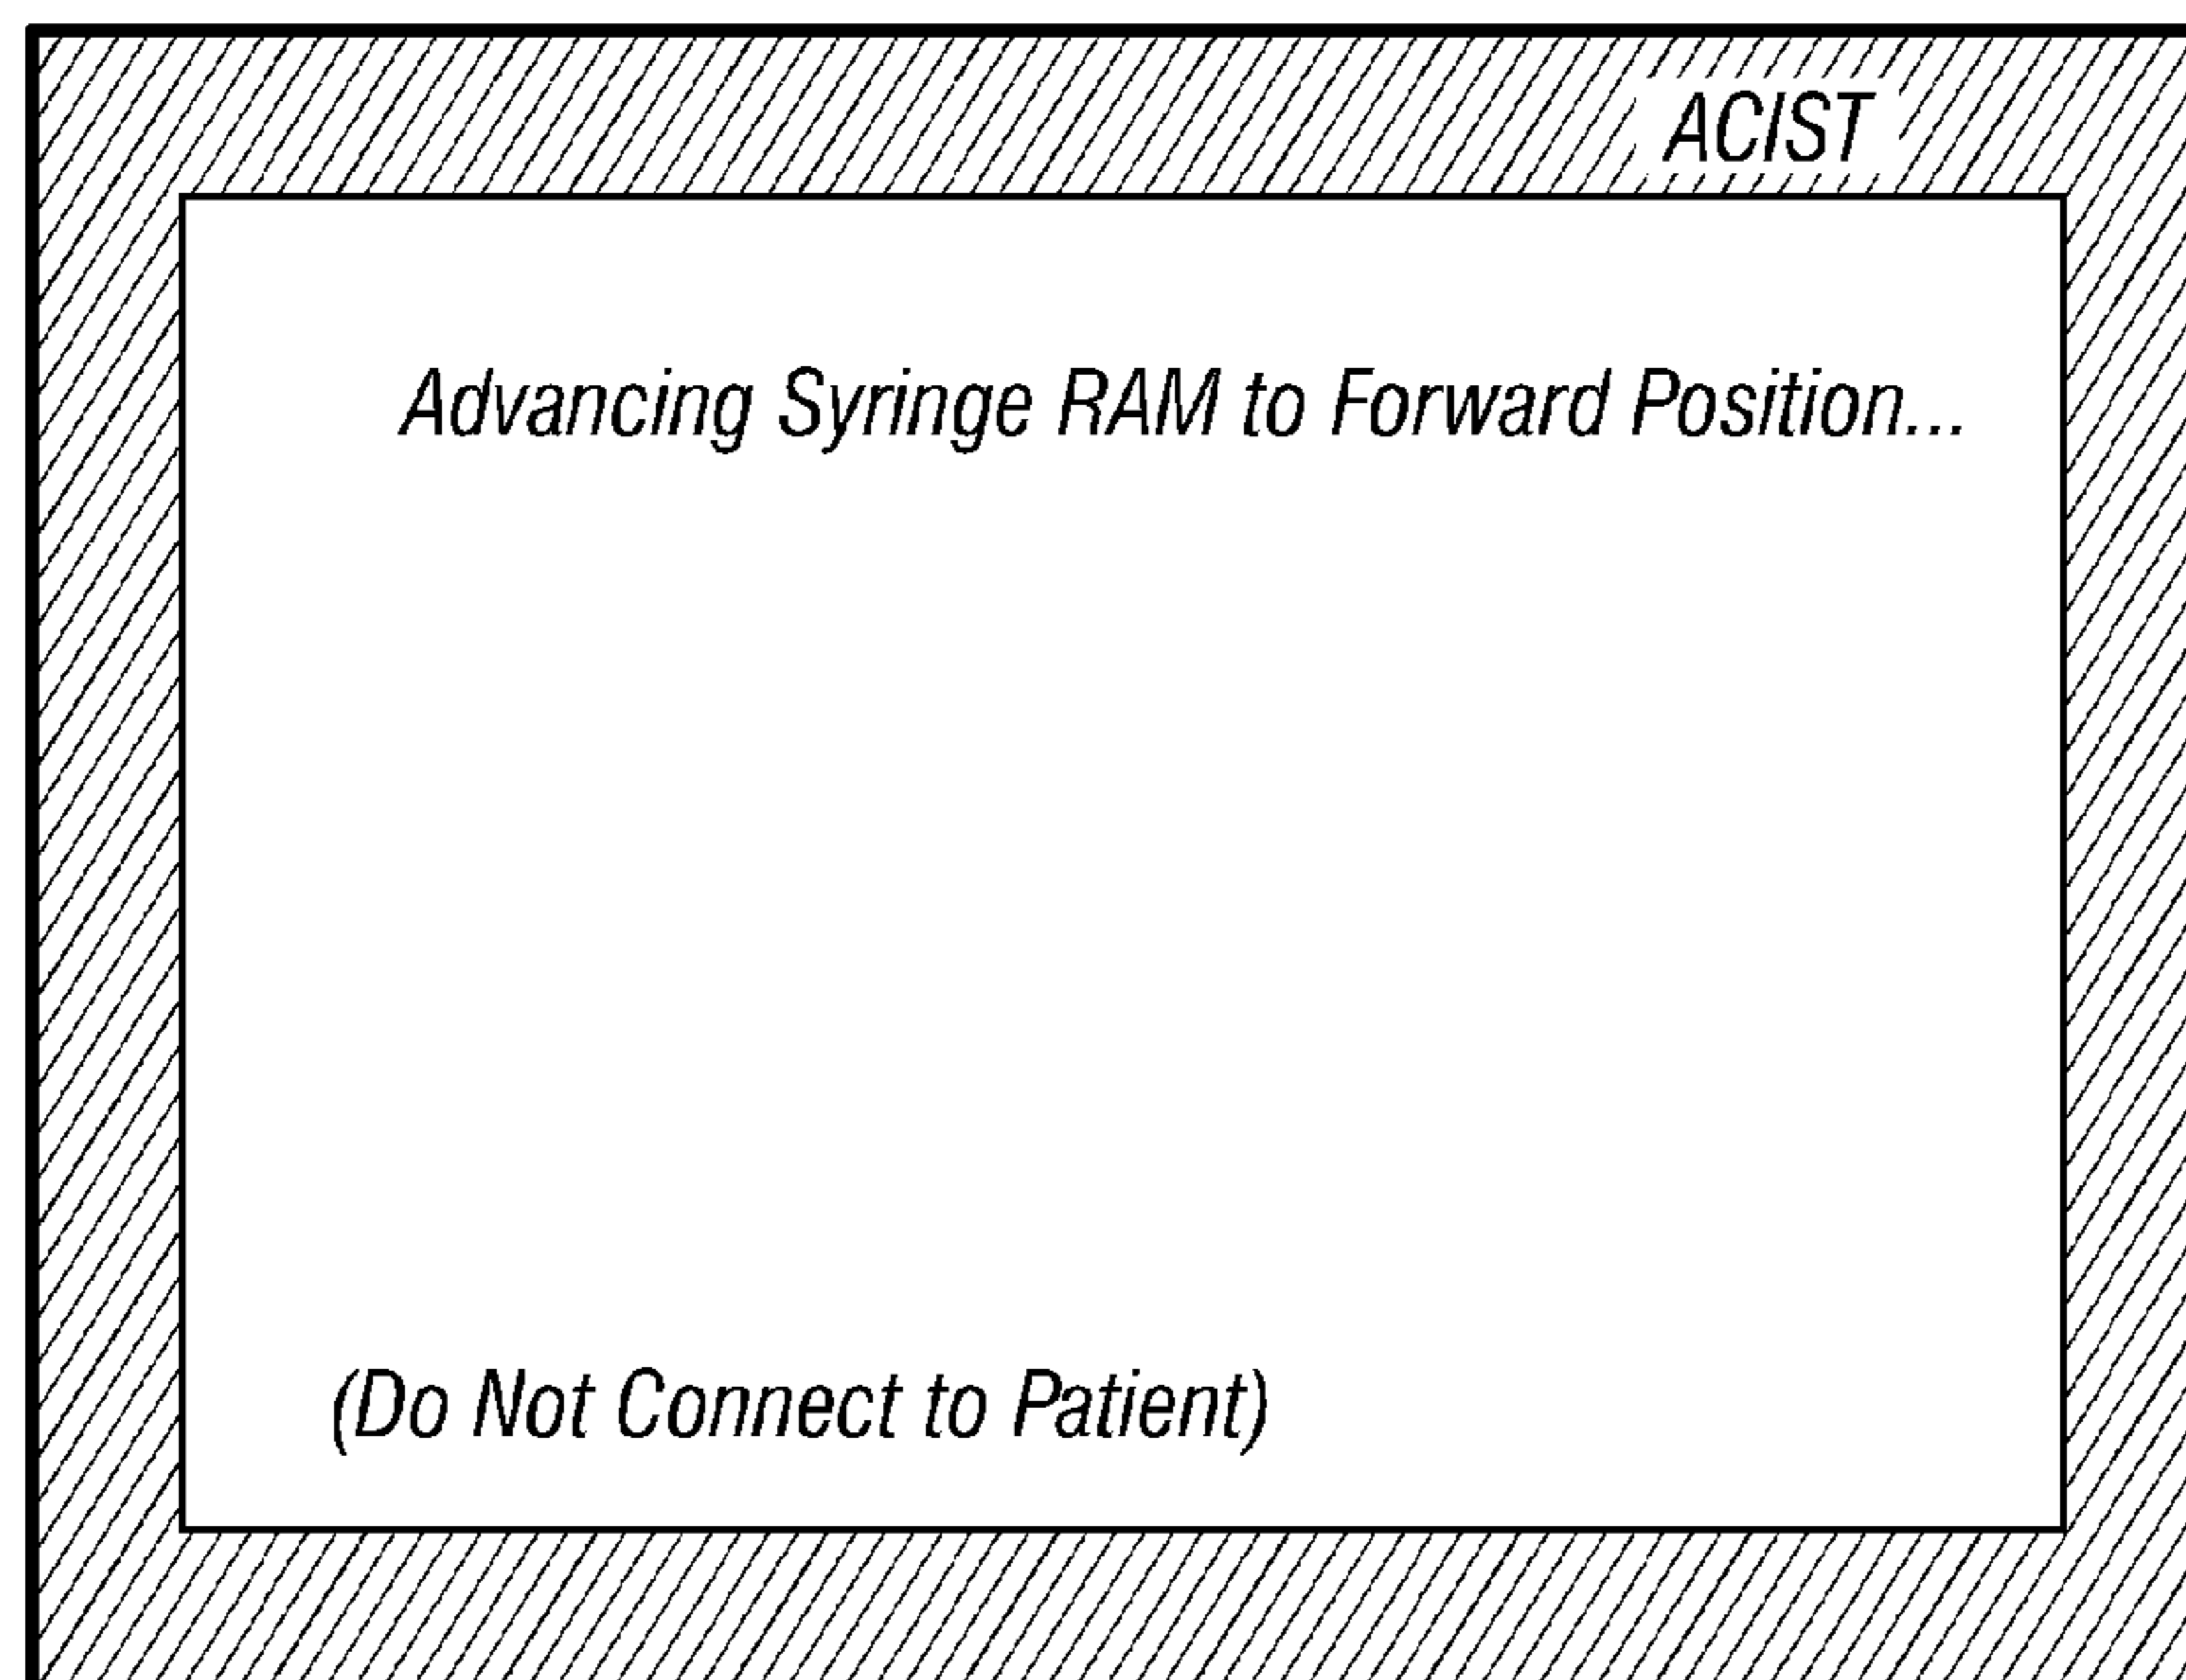 ACIST
Advancing Syringe RAM to Forward Position...
(Do Not Connect to Patient)